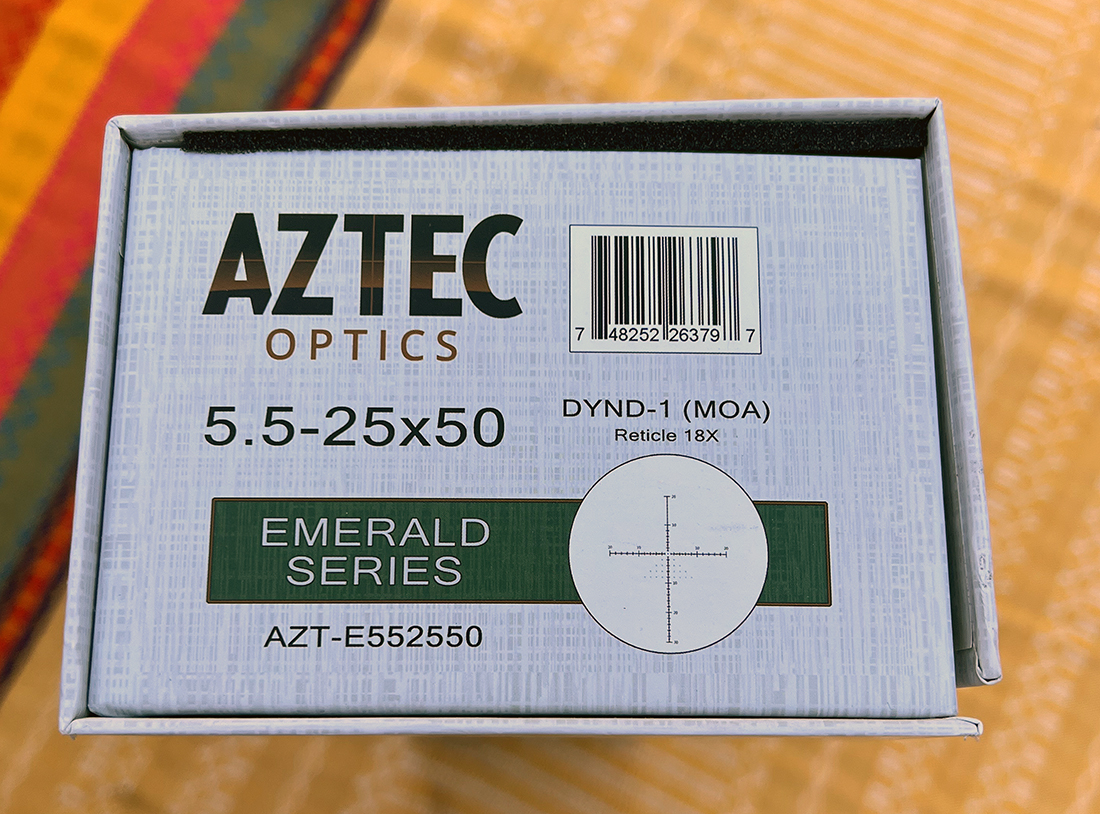 AZTEC
OPTICS
7 48252 26379 7
5.5-25x50
DYND-1 (MOA)
Reticle 18X
EMERALD
SERIES
AZT-E552550